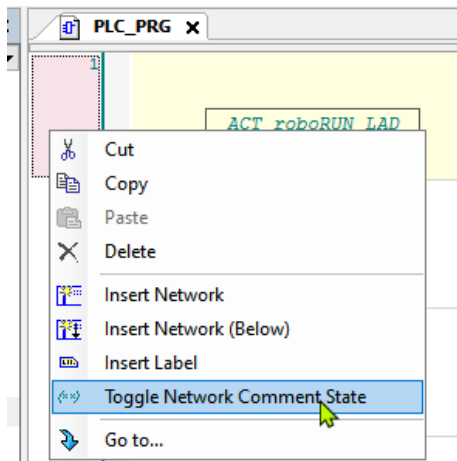 PLC_PRG
1
ACT_roboRUN_LAD
Cut
Copy
Paste
Delete
Insert Network
Insert Network (Below)
Insert Label
Toggle Network Comment State
Go to...